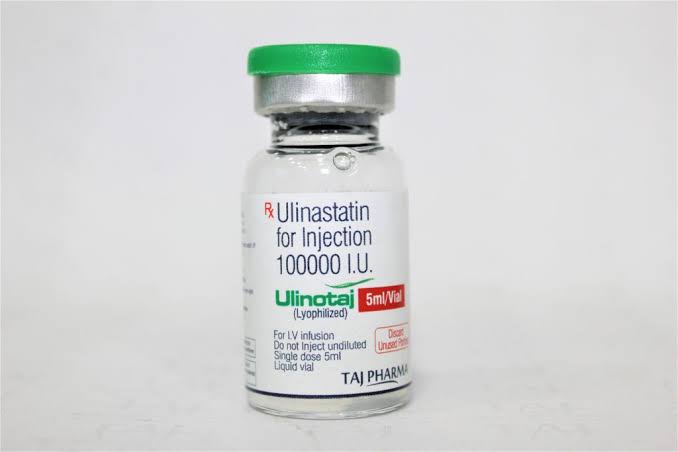 Rx Ulinastatin
for Injection
100000 I.U.
Ulinotaj 5ml/Vial
(Lyophilized)
For I.V infusion
Do not Inject undiluted
Single dose 5ml
Liquid vial
Discard
Unused
TAJ PHARMA